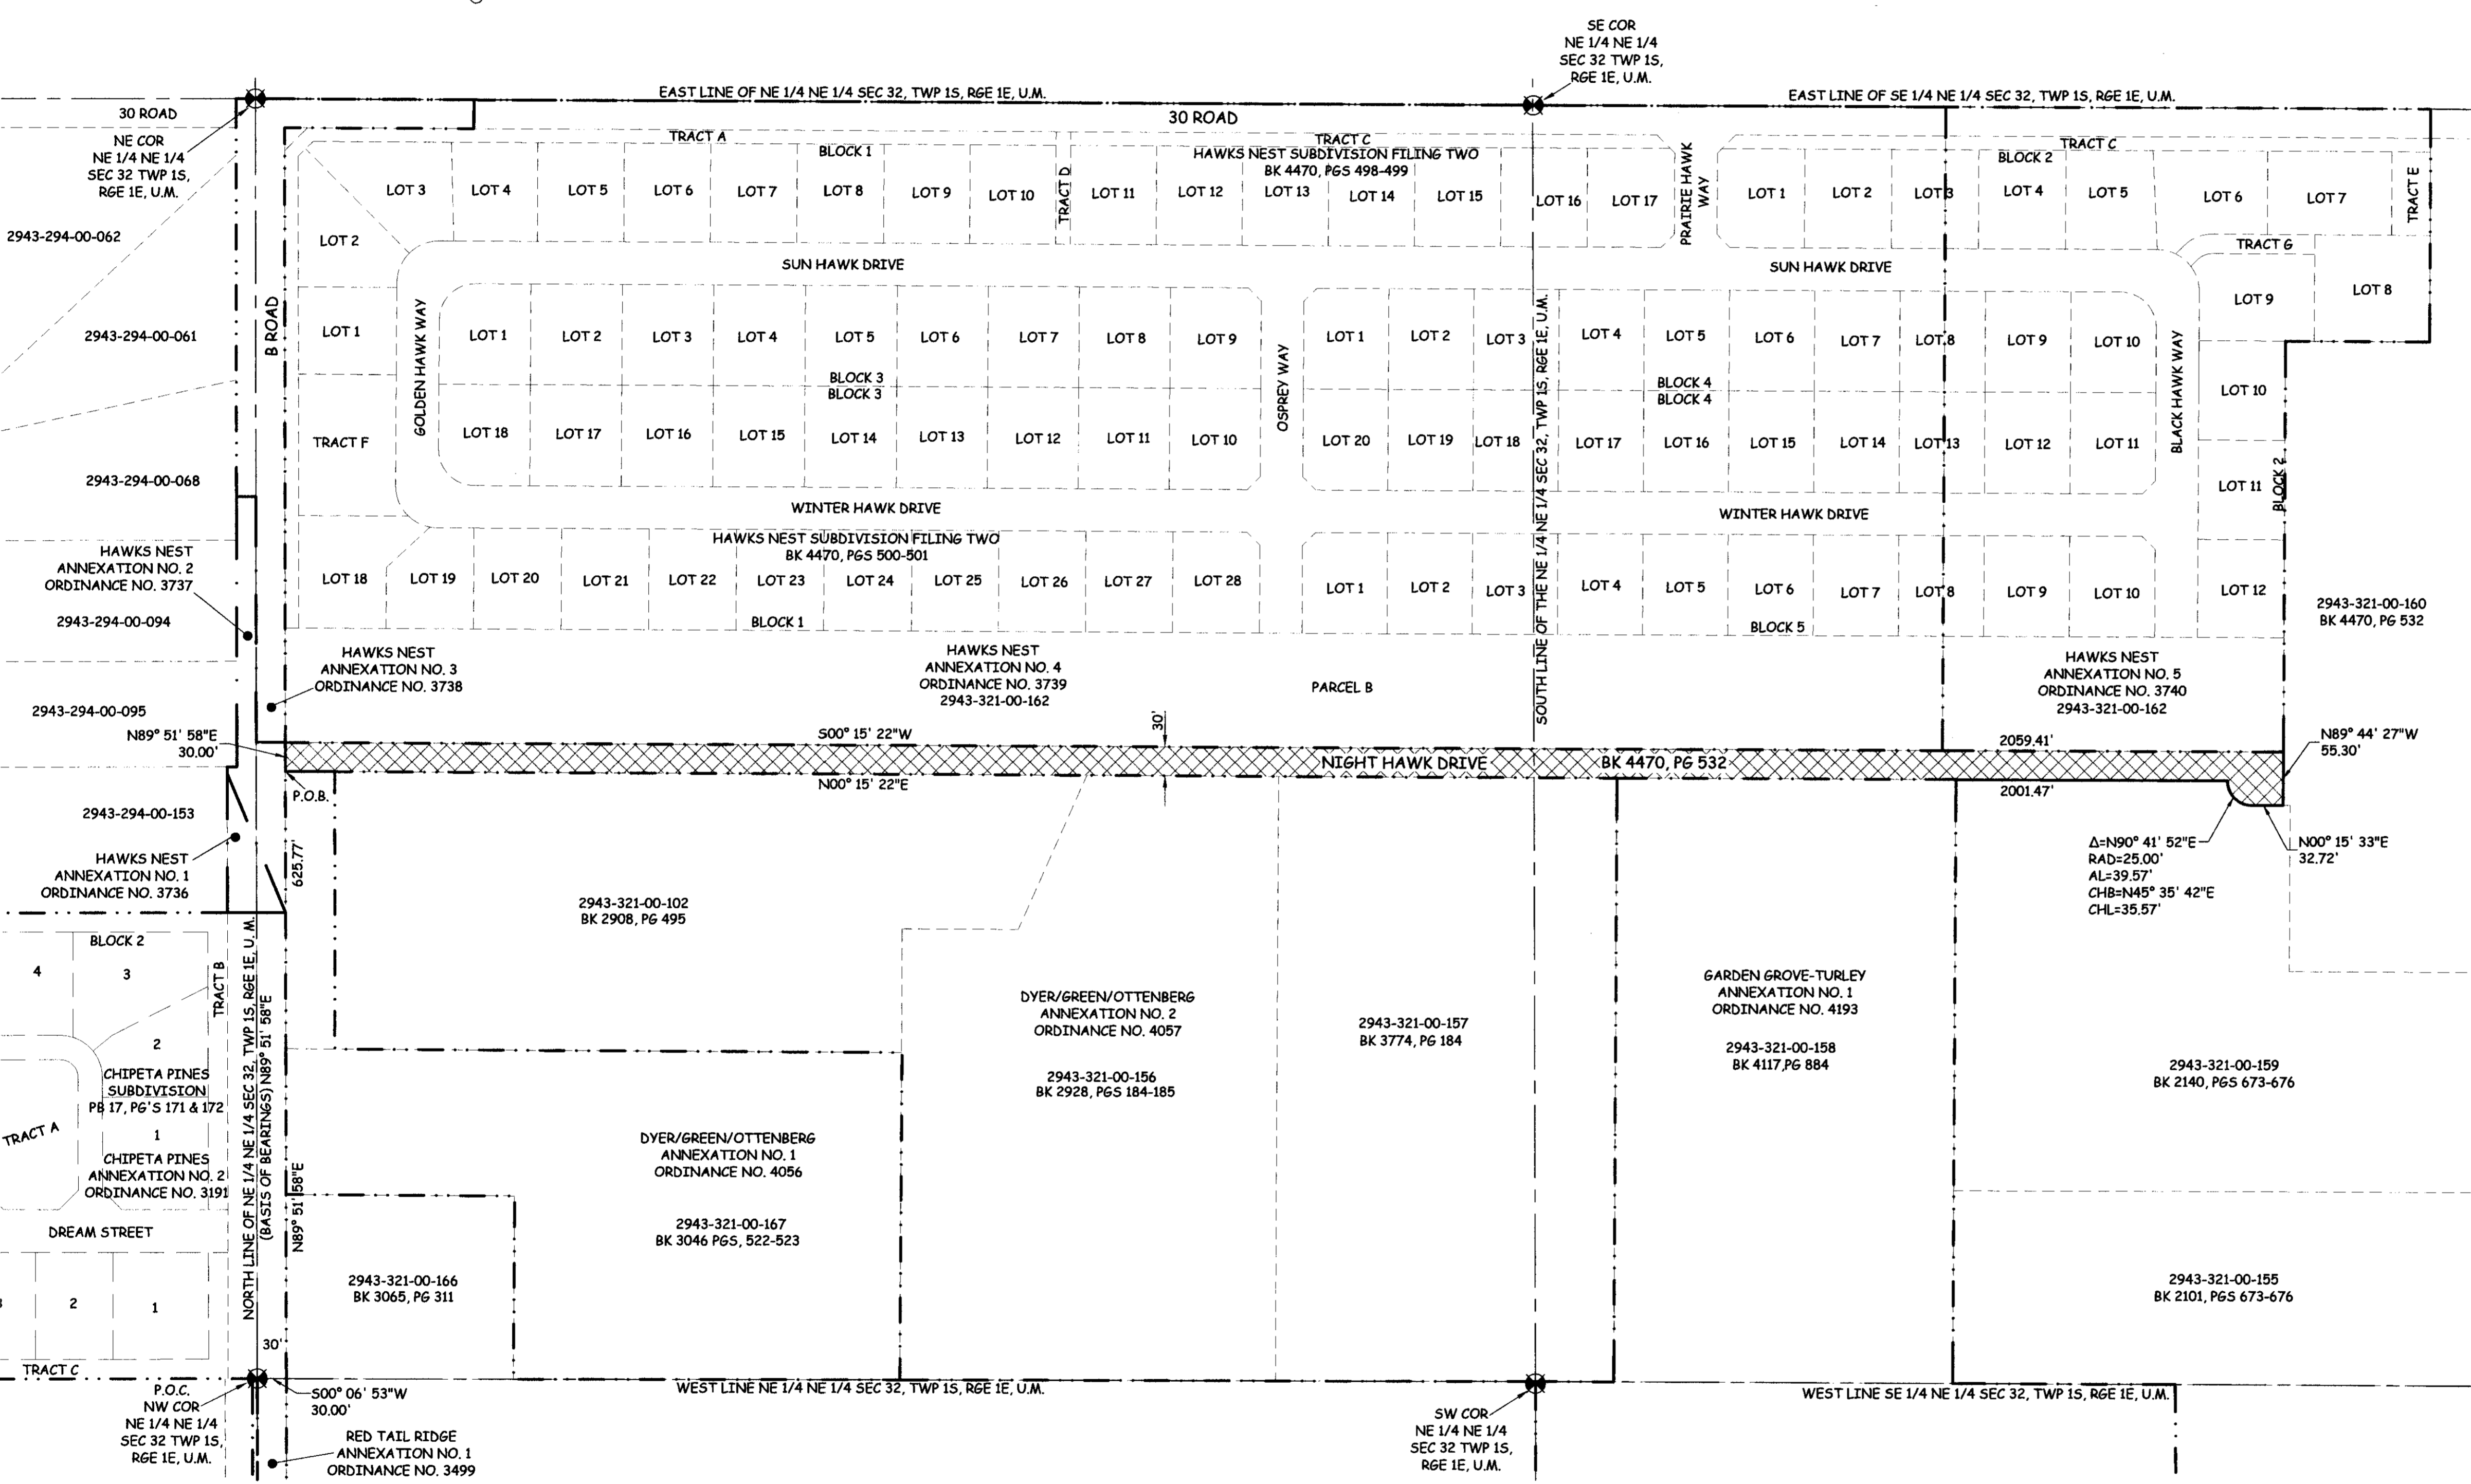 SE COR
NE 1/4 NE 1/4
SEC 32 TWP 1S,
RGE 1E, U.M.
EAST LINE OF NE 1/4 NE 1/4 SEC 32, TWP 1S, RGE 1E, U.M.
EAST LINE OF SE 1/4 NE 1/4 SEC 32, TWP 1S, RGE 1E, U.M.
30 ROAD
30 ROAD
NE COR
NE 1/4 NE 1/4
SEC 32 TWP 1S,
RGE 1E, U.M.
TRACT A
BLOCK 1
TRACT C
HAWKS NEST SUBDIVISION FILING TWO
BK 4470, PGS 498-499
TRACT C
BLOCK 2
LOT 3
LOT 4
LOT 5
LOT 6
LOT 7
LOT 8
LOT 9
LOT 10
TRACT D
LOT 11
LOT 12
LOT 13
LOT 14
LOT 15
LOT 16
LOT 17
PRAIRIE HAWK
WAY
LOT 1
LOT 2
LOT 3
LOT 4
LOT 5
LOT 6
LOT 7
TRACT E
2943-294-00-062
LOT 2
SUN HAWK DRIVE
SUN HAWK DRIVE
TRACT G
LOT 9
LOT 8
2943-294-00-061
B ROAD
LOT 1
GOLDEN HAWK WAY
LOT 1
LOT 2
LOT 3
LOT 4
LOT 5
LOT 6
LOT 7
LOT 8
LOT 9
OSPREY WAY
LOT 1
LOT 2
LOT 3
SOUTH LINE OF THE NE 1/4 NE 1/4 SEC 32, TWP 1S, RGE 1E, U.M.
LOT 4
LOT 5
LOT 6
LOT 7
LOT 8
LOT 9
LOT 10
BLACK HAWK WAY
LOT 10
BLOCK 3
BLOCK 3
BLOCK 4
BLOCK 4
TRACT F
LOT 18
LOT 17
LOT 16
LOT 15
LOT 14
LOT 13
LOT 12
LOT 11
LOT 10
LOT 20
LOT 19
LOT 18
LOT 17
LOT 16
LOT 15
LOT 14
LOT 13
LOT 12
LOT 11
LOT 11
BLOCK 2
2943-294-00-068
WINTER HAWK DRIVE
WINTER HAWK DRIVE
HAWKS NEST
ANNEXATION NO. 2
ORDINANCE NO. 3737
HAWKS NEST SUBDIVISION FILING TWO
BK 4470, PGS 500-501
LOT 18
LOT 19
LOT 20
LOT 21
LOT 22
LOT 23
LOT 24
LOT 25
LOT 26
LOT 27
LOT 28
LOT 1
LOT 2
LOT 3
LOT 4
LOT 5
LOT 6
LOT 7
LOT 8
LOT 9
LOT 10
LOT 12
2943-321-00-160
BK 4470, PG 532
2943-294-00-094
BLOCK 1
BLOCK 5
HAWKS NEST
ANNEXATION NO. 3
ORDINANCE NO. 3738
HAWKS NEST
ANNEXATION NO. 4
ORDINANCE NO. 3739
2943-321-00-162
PARCEL B
HAWKS NEST
ANNEXATION NO. 5
ORDINANCE NO. 3740
2943-321-00-162
2943-294-00-095
N89° 51' 58"E
30.00'
S00° 15' 22"W
30'
2059.41'
N89° 44' 27"W
55.30'
NIGHT HAWK DRIVE
BK 4470, PG 532
N00° 15' 22"E
2001.47'
P.O.B.
2943-294-00-153
HAWKS NEST
ANNEXATION NO. 1
ORDINANCE NO. 3736
625.77'
Δ=N90° 41' 52"E
RAD=25.00'
AL=39.57'
CHB=N45° 35' 42"E
CHL=35.57'
N00° 15' 33"E
32.72'
2943-321-00-102
BK 2908, PG 495
BLOCK 2
4
3
TRACT B
NORTH LINE OF NE 1/4 NE 1/4 SEC 32, TWP 1S, RGE 1E, U.M.
(BASIS OF BEARINGS) N89° 51' 58"E
N89° 51' 58"E
2
CHIPETA PINES
SUBDIVISION
PB 17, PG'S 171 & 172
1
TRACT A
CHIPETA PINES
ANNEXATION NO. 2
ORDINANCE NO. 3191
DREAM STREET
2
1
DYER/GREEN/OTTENBERG
ANNEXATION NO. 2
ORDINANCE NO. 4057
2943-321-00-156
BK 2928, PGS 184-185
2943-321-00-157
BK 3774, PG 184
GARDEN GROVE-TURLEY
ANNEXATION NO. 1
ORDINANCE NO. 4193
2943-321-00-158
BK 4117,PG 884
2943-321-00-159
BK 2140, PGS 673-676
DYER/GREEN/OTTENBERG
ANNEXATION NO. 1
ORDINANCE NO. 4056
2943-321-00-167
BK 3046 PGS, 522-523
2943-321-00-166
BK 3065, PG 311
2943-321-00-155
BK 2101, PGS 673-676
30'
TRACT C
P.O.C.
NW COR
NE 1/4 NE 1/4
SEC 32 TWP 1S,
RGE 1E, U.M.
S00° 06' 53"W
30.00'
WEST LINE NE 1/4 NE 1/4 SEC 32, TWP 1S, RGE 1E, U.M.
WEST LINE SE 1/4 NE 1/4 SEC 32, TWP 1S, RGE 1E, U.M.
SW COR
NE 1/4 NE 1/4
SEC 32 TWP 1S,
RGE 1E, U.M.
RED TAIL RIDGE
ANNEXATION NO. 1
ORDINANCE NO. 3499